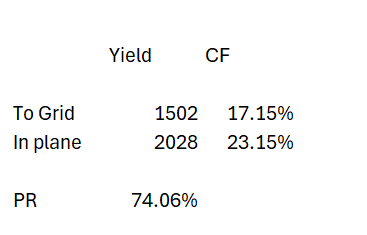 Yield CF
To Grid 1502 17.15%
In plane 2028 23.15%
PR 74.06%